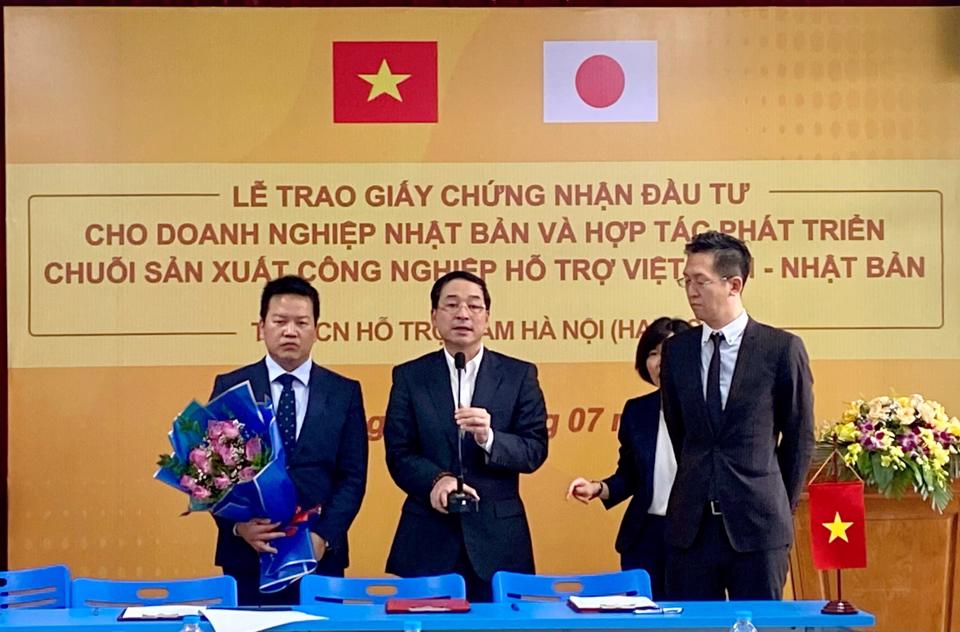 LỄ TRAO GIẤY CHỨNG NHẬN ĐẦU TƯ
CHO DOANH NGHIỆP NHẬT BẢN VÀ HỢP TÁC PHÁT TRIỂN
CHUỖI SẢN XUẤT CÔNG NGHIỆP HỖ TRỢ VIỆT - NHẬT BẢN
CN HỖ TRỢ HÀ NỘI
07